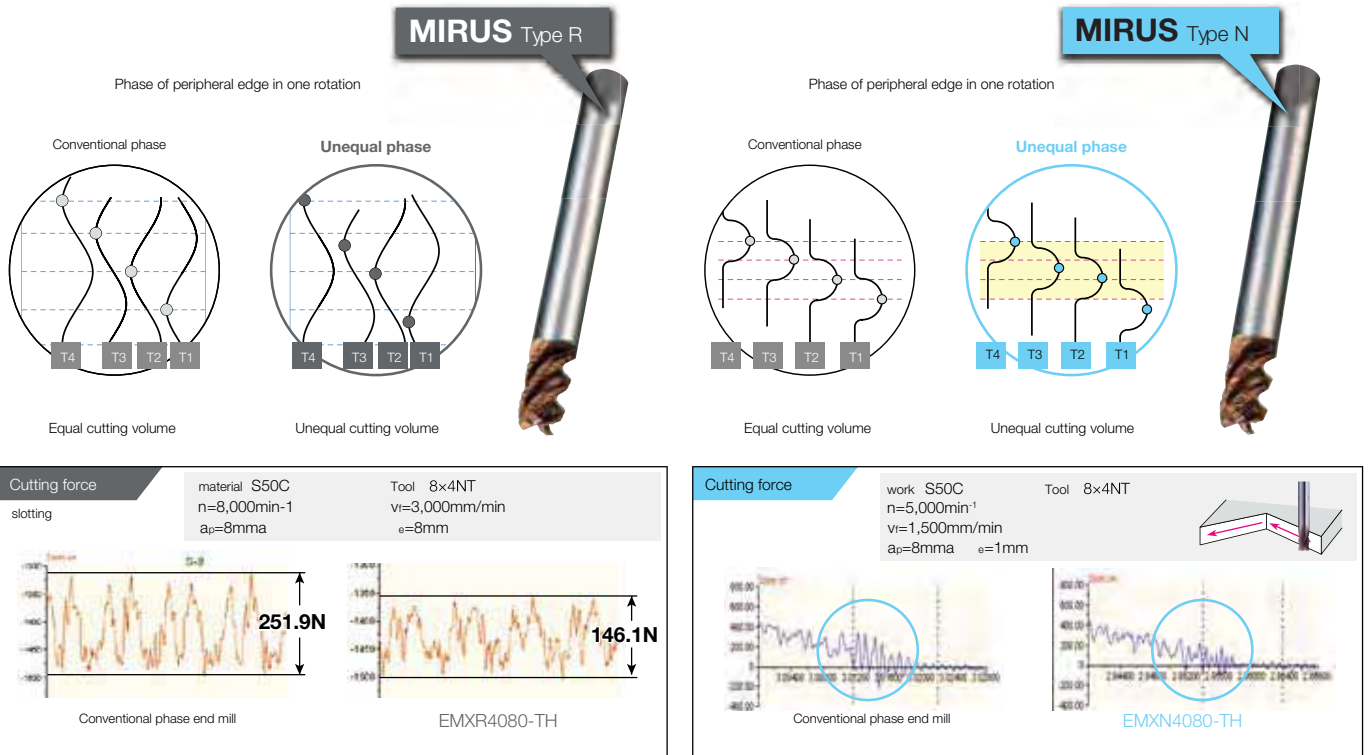 MIRUS Type R
Phase of peripheral edge in one rotation
Conventional phase
Unequal phase
T4 T3 T2 T1
T4 T3 T2 T1
Equal cutting volume
Unequal cutting volume
MIRUS Type N
Phase of peripheral edge in one rotation
Conventional phase
Unequal phase
T4 T3 T2 T1
T4 T3 T2 T1
Equal cutting volume
Unequal cutting volume
Cutting force
slotting
material S50C Tool 8×4NT
n=8,000min-1 vf=3,000mm/min
ap=8mma e=8mm
251.9N
146.1N
Conventional phase end mill
EMXR4080-TH
Cutting force
work S50C Tool 8×4NT
n=5,000min-1
vf=1,500mm/min
ap=8mma e=1mm
Conventional phase end mill
EMXN4080-TH